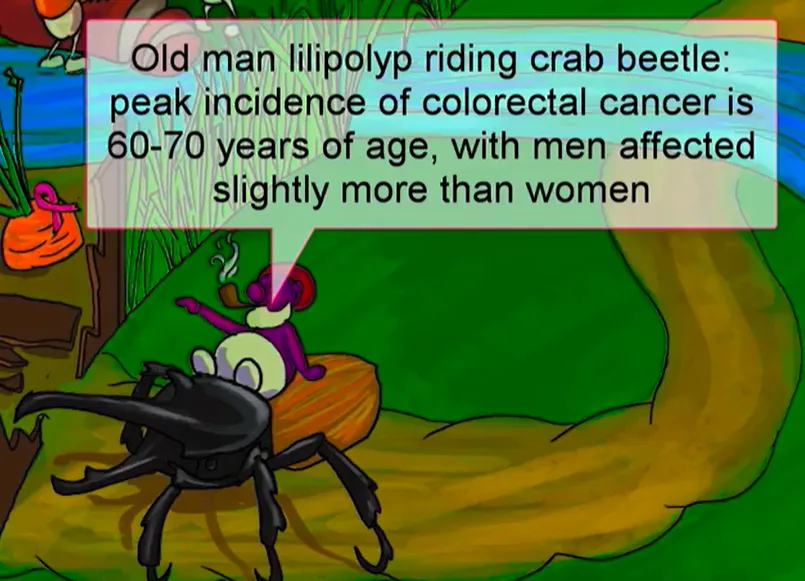 Old man lilipolyp riding crab beetle:
peak incidence of colorectal cancer is
60-70 years of age, with men affected
slightly more than women